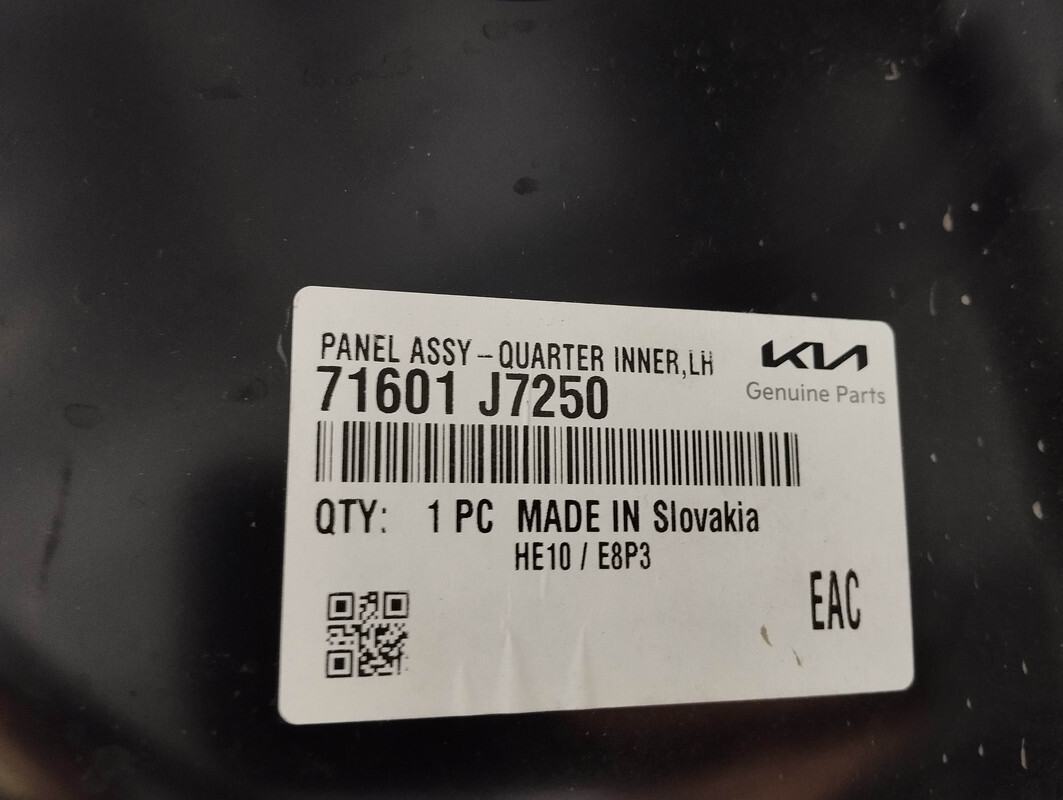 PANEL ASSY-QUARTER INNER,LH
71601 J7250
KIA
Genuine Parts
QTY: 1 PC MADE IN Slovakia
HE10 / E8P3
EAC